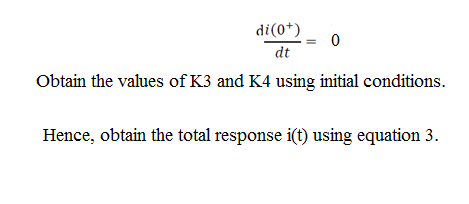 di(0⁺)/dt = 0
Obtain the values of K3 and K4 using initial conditions.
Hence, obtain the total response i(t) using equation 3.